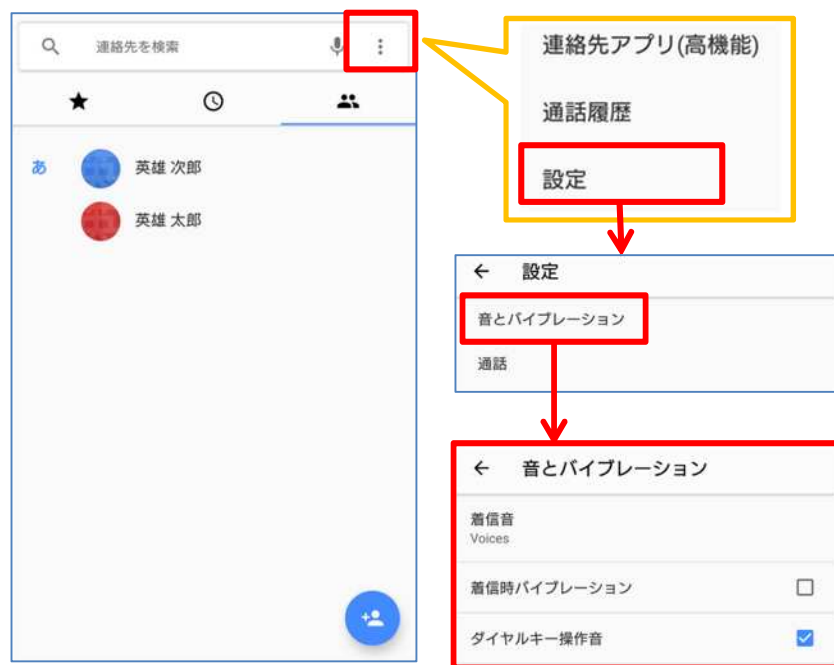 連絡先を検索
あ
英雄 次郎
英雄 太郎
連絡先アプリ(高機能)
通話履歴
設定
設定
音とバイブレーション
通話
音とバイブレーション
着信音
Voices
着信時バイブレーション
ダイヤルキー操作音